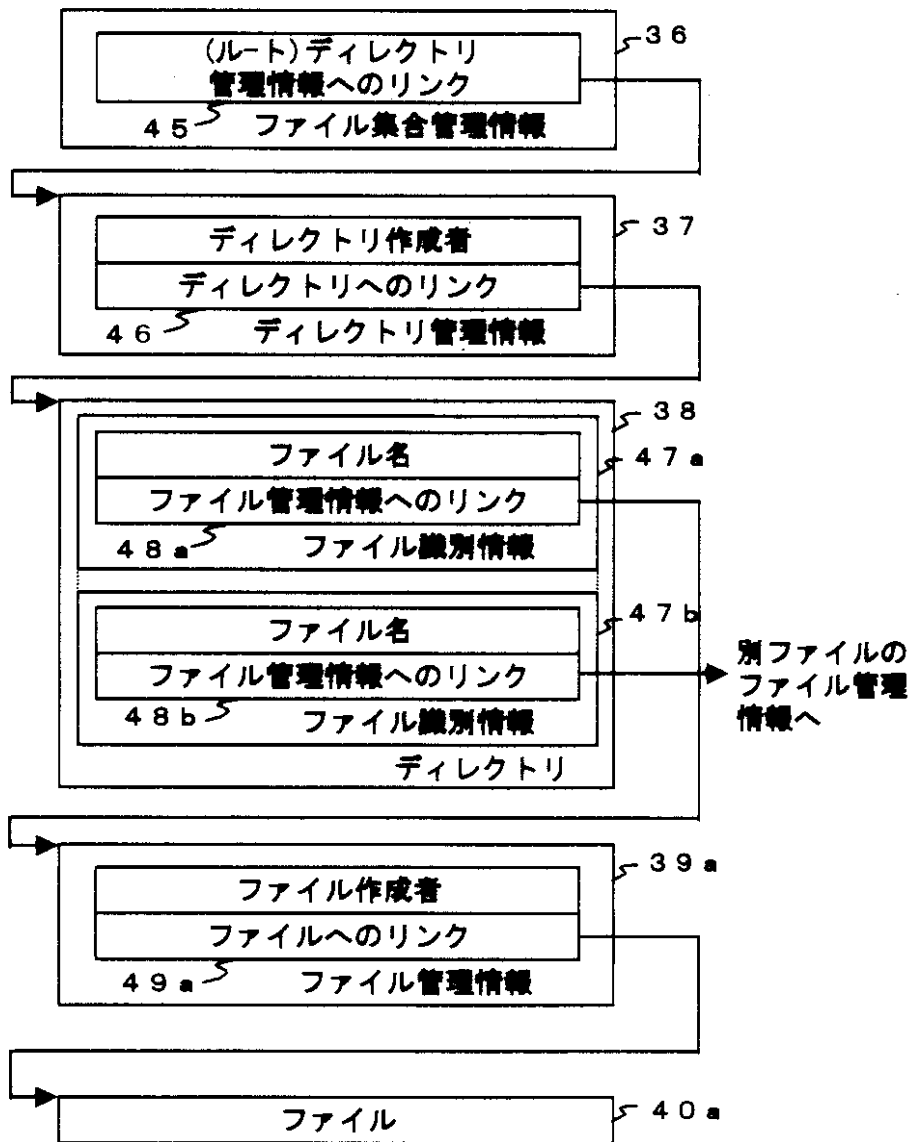 36
(ルート)ディレクトリ
管理情報へのリンク
45
ファイル集合管理情報
37
ディレクトリ作成者
ディレクトリへのリンク
46
ディレクトリ管理情報
38
47a
ファイル名
ファイル管理情報へのリンク
48a
ファイル識別情報
47b
ファイル名
ファイル管理情報へのリンク
48b
ファイル識別情報
ディレクトリ
別ファイルの
ファイル管理
情報へ
39a
ファイル作成者
ファイルへのリンク
49a
ファイル管理情報
ファイル
40a